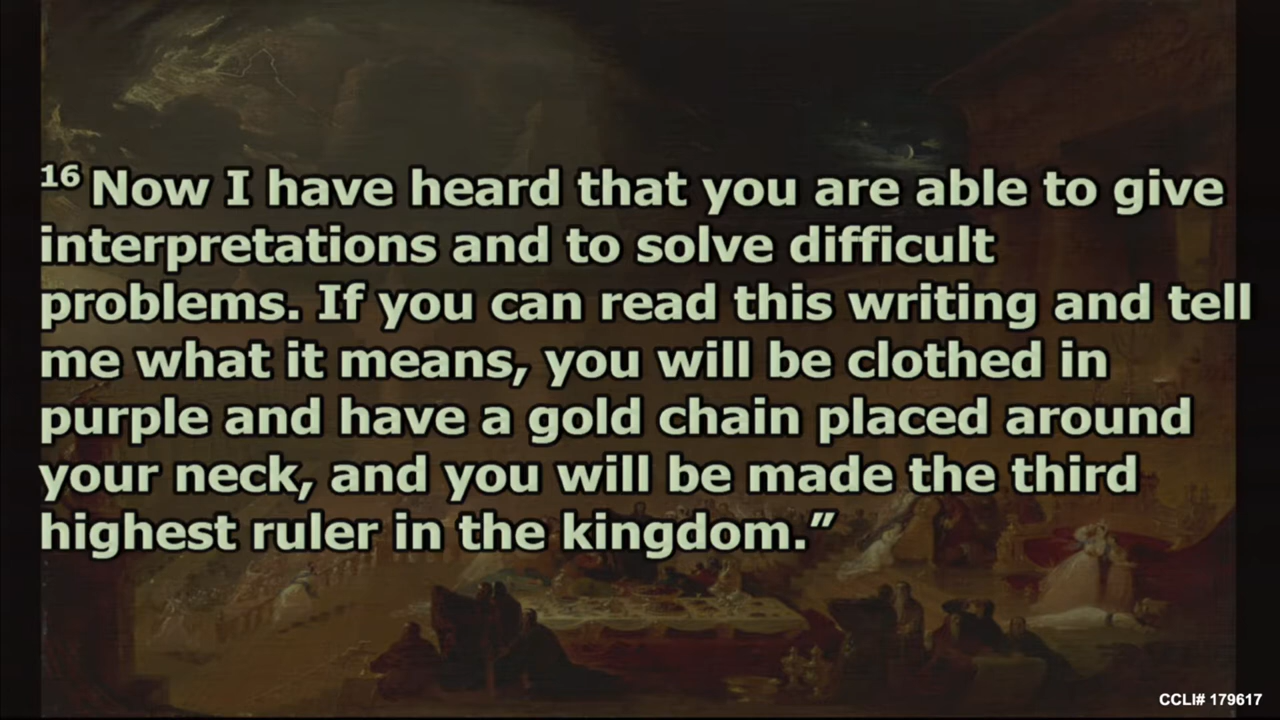 16 Now I have heard that you are able to give
interpretations and to solve difficult
problems. If you can read this writing and tell
me what it means, you will be clothed in
purple and have a gold chain placed around
your neck, and you will be made the third
highest ruler in the kingdom.”
CCLI# 179617